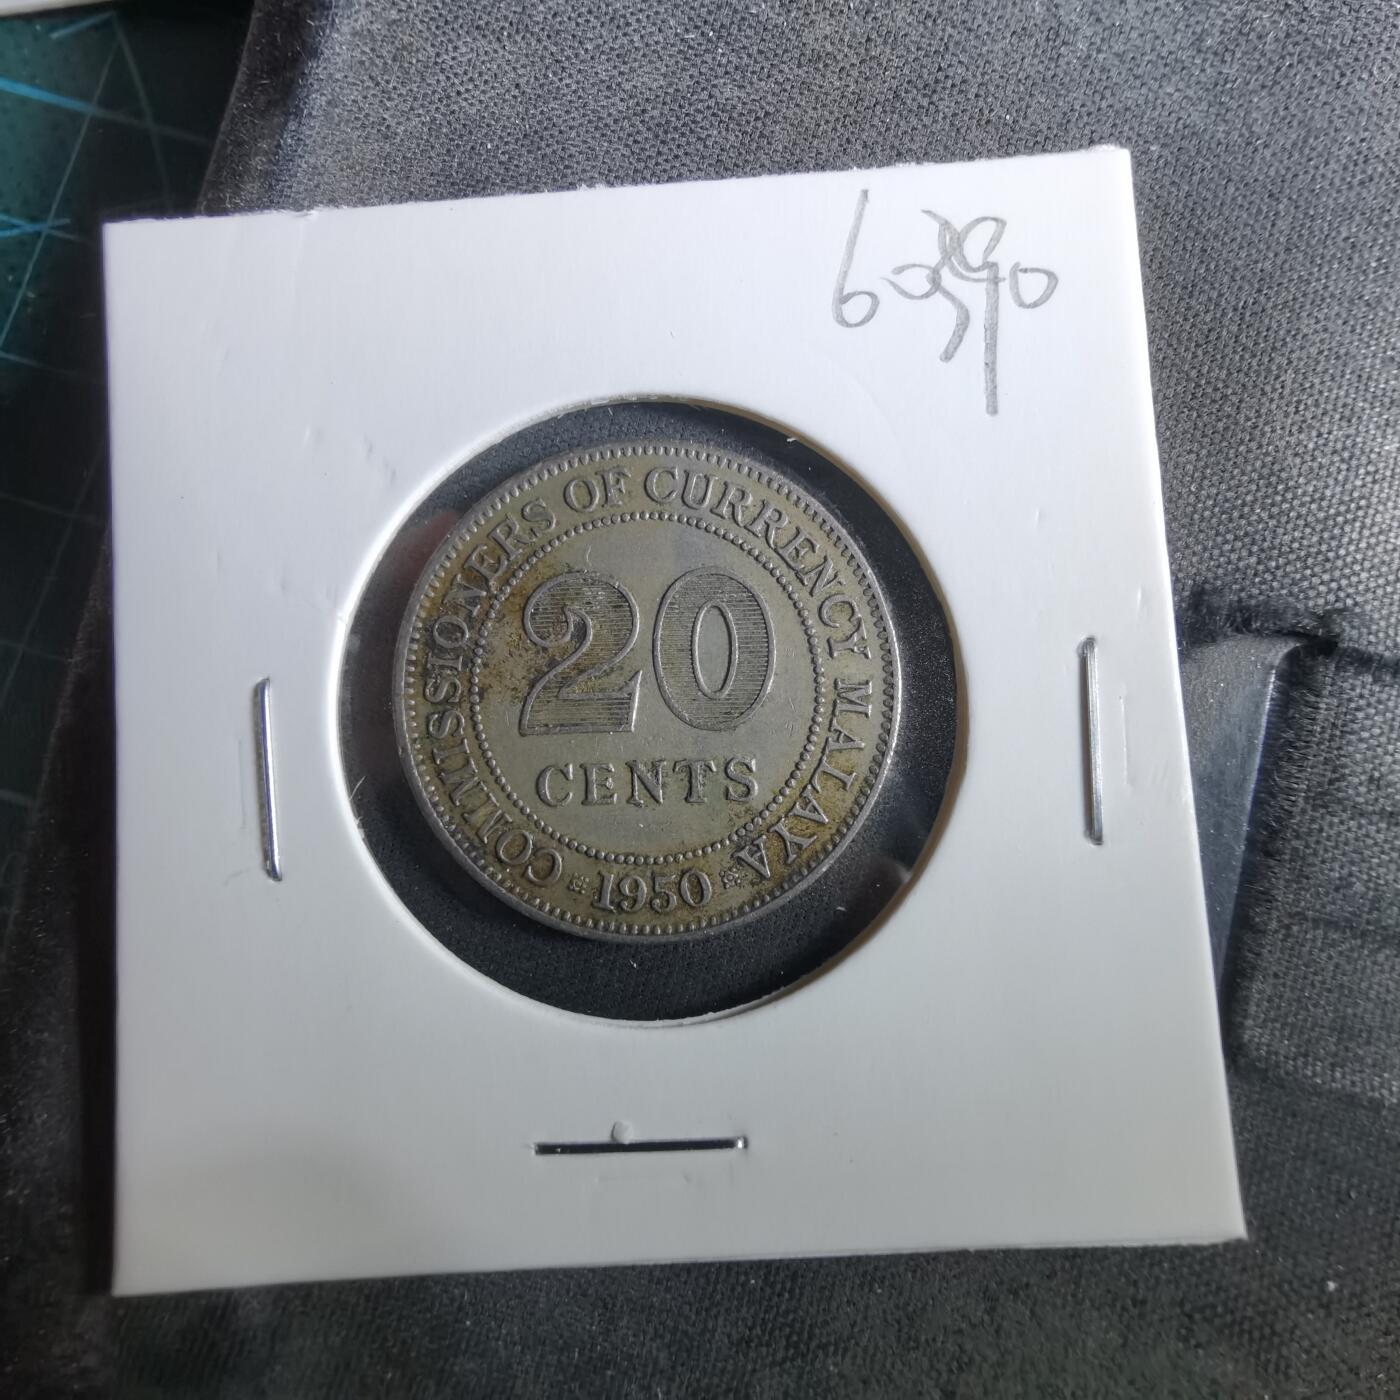 COMMISSIONERS OF CURRENCY MALAYA
20
CENTS
1950